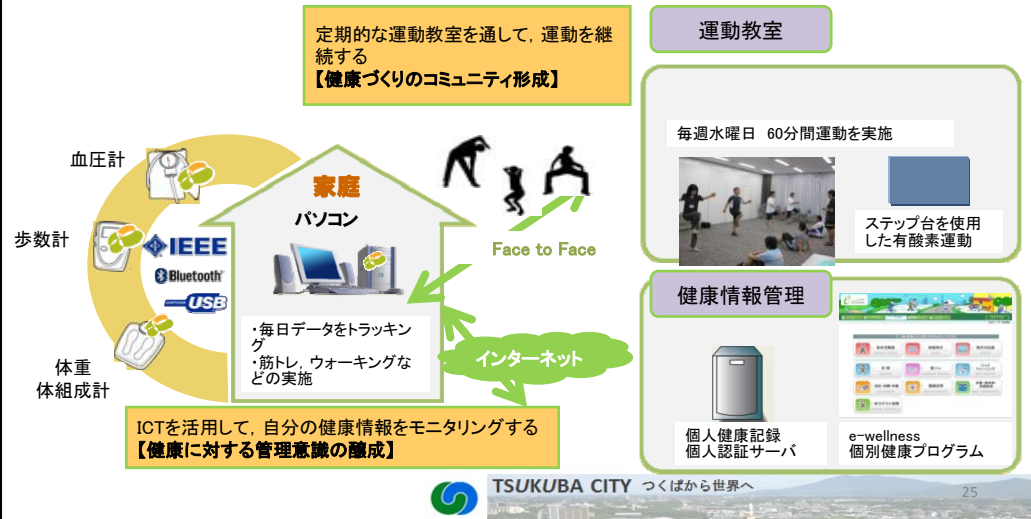 定期的な運動教室を通して，運動を継
続する
【健康づくりのコミュニティ形成】
運動教室
毎週水曜日 60分間運動を実施
ステップ台を使用
した有酸素運動
血圧計
歩数計
体重
体組成計
IEEE
Bluetooth
USB
家庭
パソコン
・毎日データをトラッキン
グ
・筋トレ，ウォーキングな
どの実施
Face to Face
インターネット
健康情報管理
個人健康記録
個人認証サーバ
e-wellness
個別健康プログラム
ICTを活用して，自分の健康情報をモニタリングする
【健康に対する管理意識の醸成】
TSUKUBA CITY つくばから世界へ
25